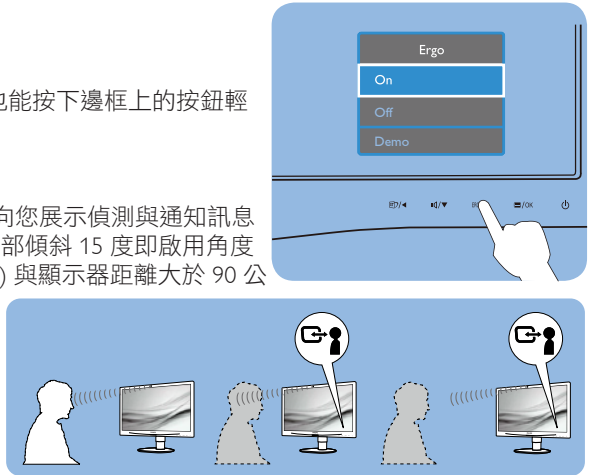 也能按下邊框上的按鈕輕
向您展示偵測與通知訊息
部傾斜 15 度即啟用角度
) 與顯示器距離大於 90 公
Ergo
On
Off
Demo
/OK